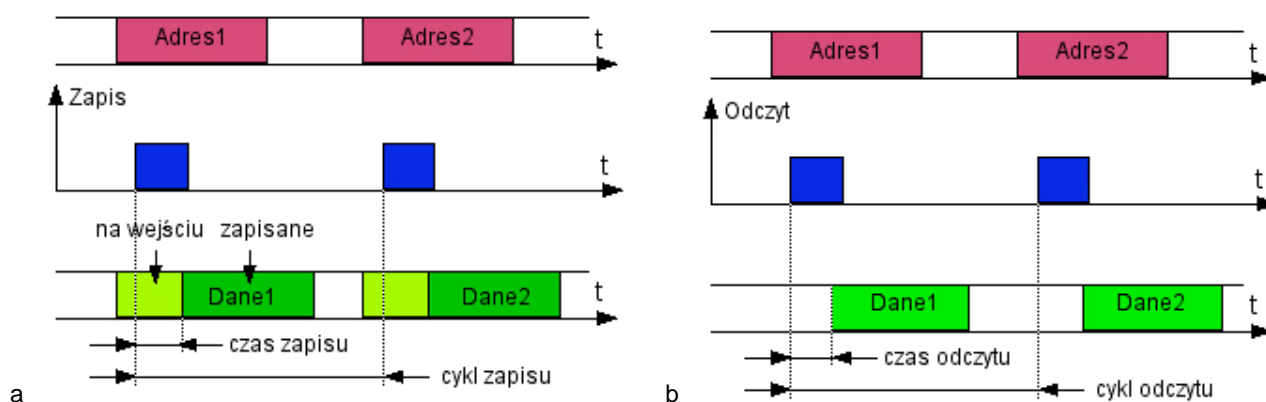 Adres1 Adres2 t
Zapis
t
na wejściu zapisane
Dane1 Dane2 t
czas zapisu
cykl zapisu
a
Adres1 Adres2 t
Odczyt
t
Dane1 Dane2 t
czas odczytu
cykl odczytu
b